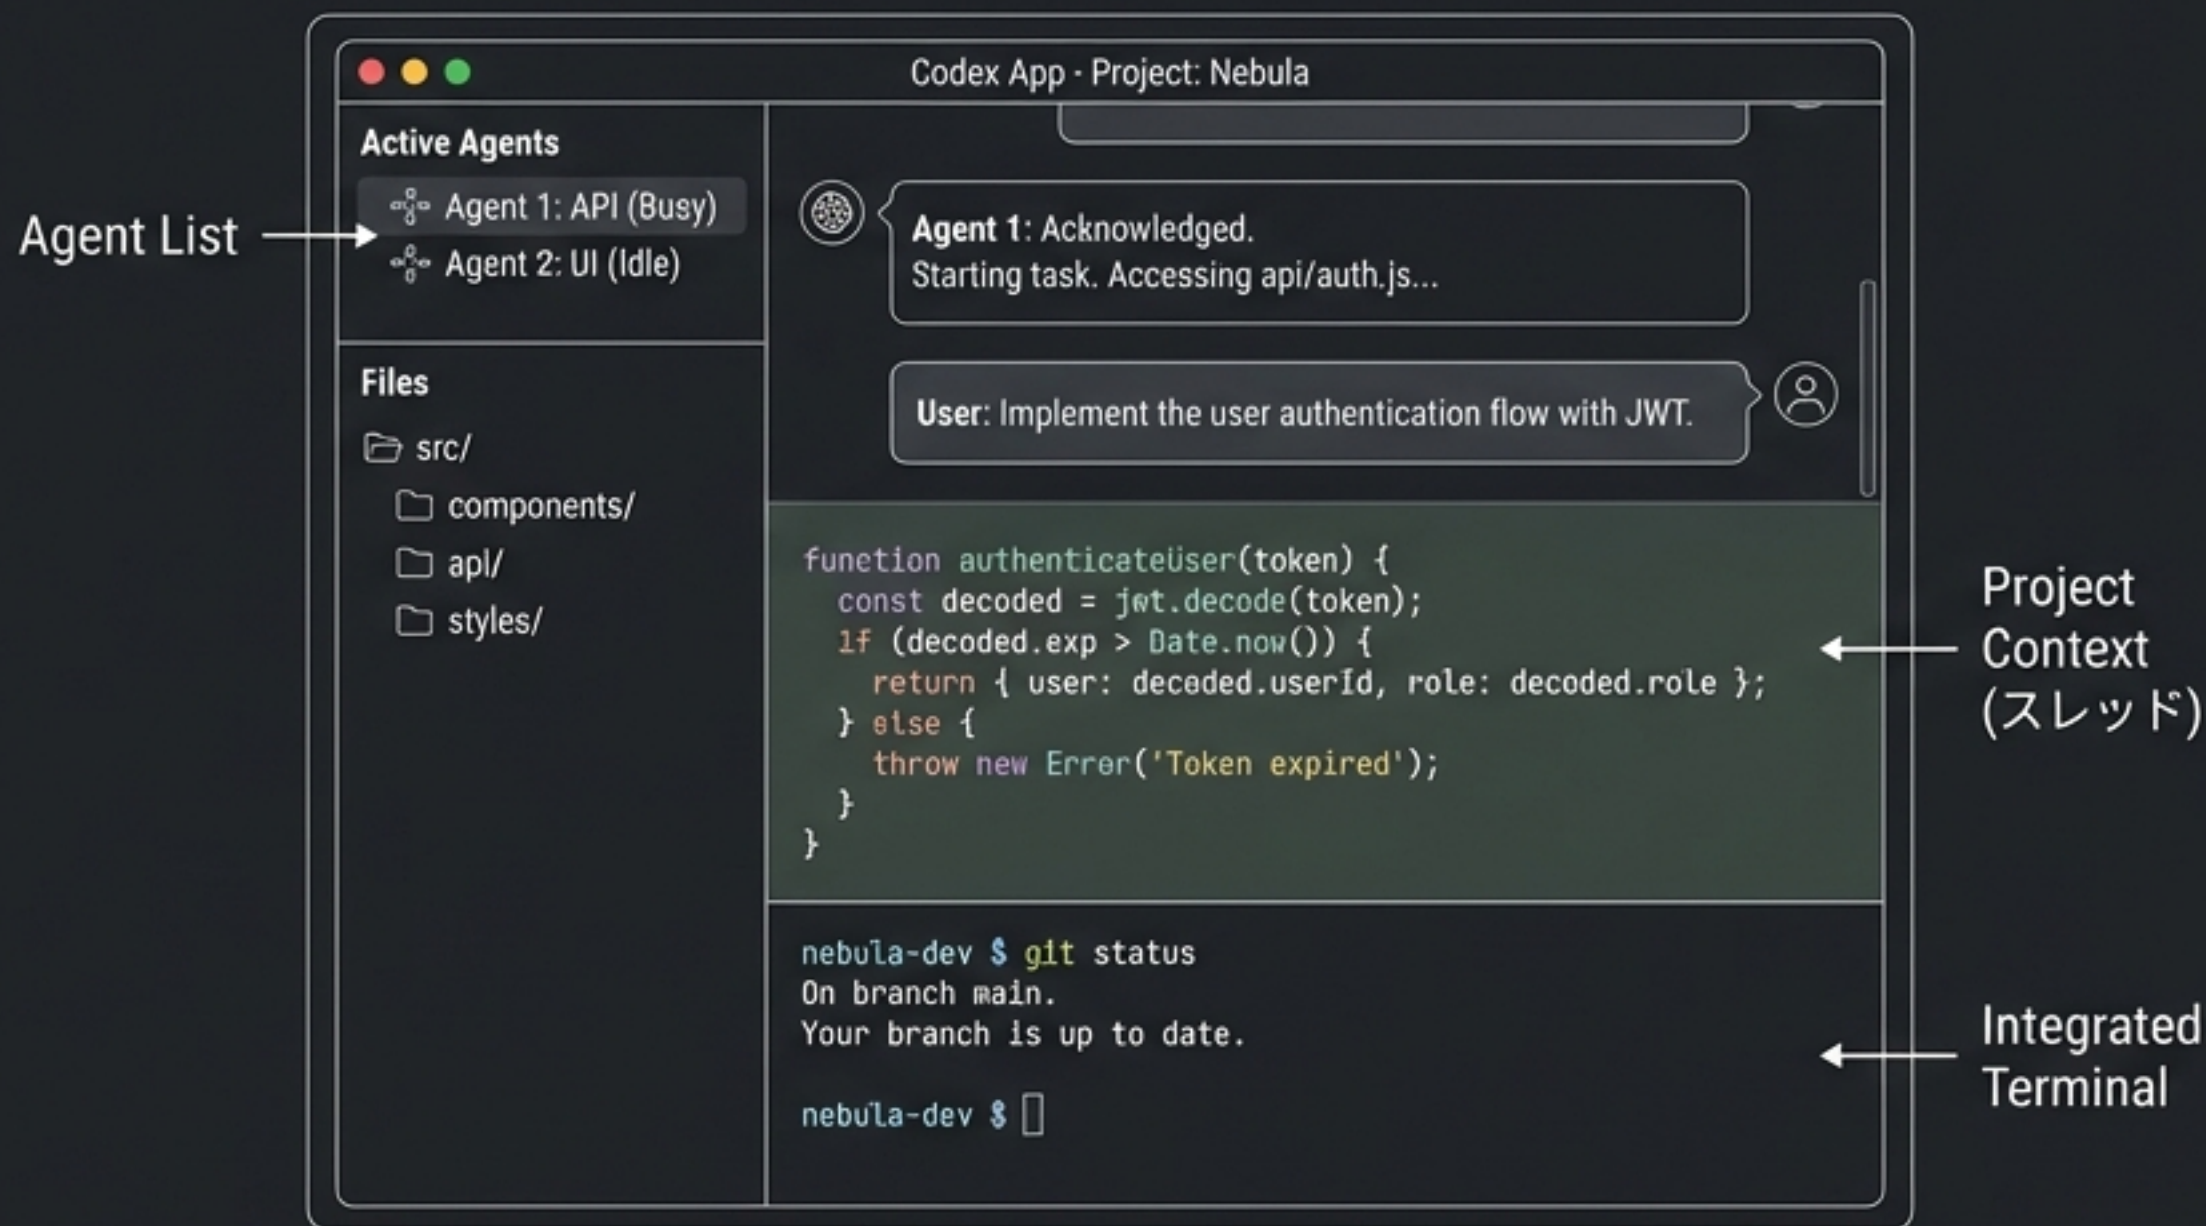 Codex App - Project: Nebula
Agent List
Active Agents
Agent 1: API (Busy)
Agent 2: UI (Idle)
Files
src/
components/
api/
styles/
Agent 1: Acknowledged.
Starting task. Accessing api/auth.js...
User: Implement the user authentication flow with JWT.
funetion authenticateUser(token) {
const decoded = jwt.decode(token);
1f (decoded.exp > Date.now()) {
return { user: decoded.userId, role: decoded.role };
} else {
throw new Error('Token expired');
}
}
Project
Context
(スレッド)
nebula-dev $ git status
On branch main.
Your branch is up to date.
nebula-dev $
Integrated
Terminal